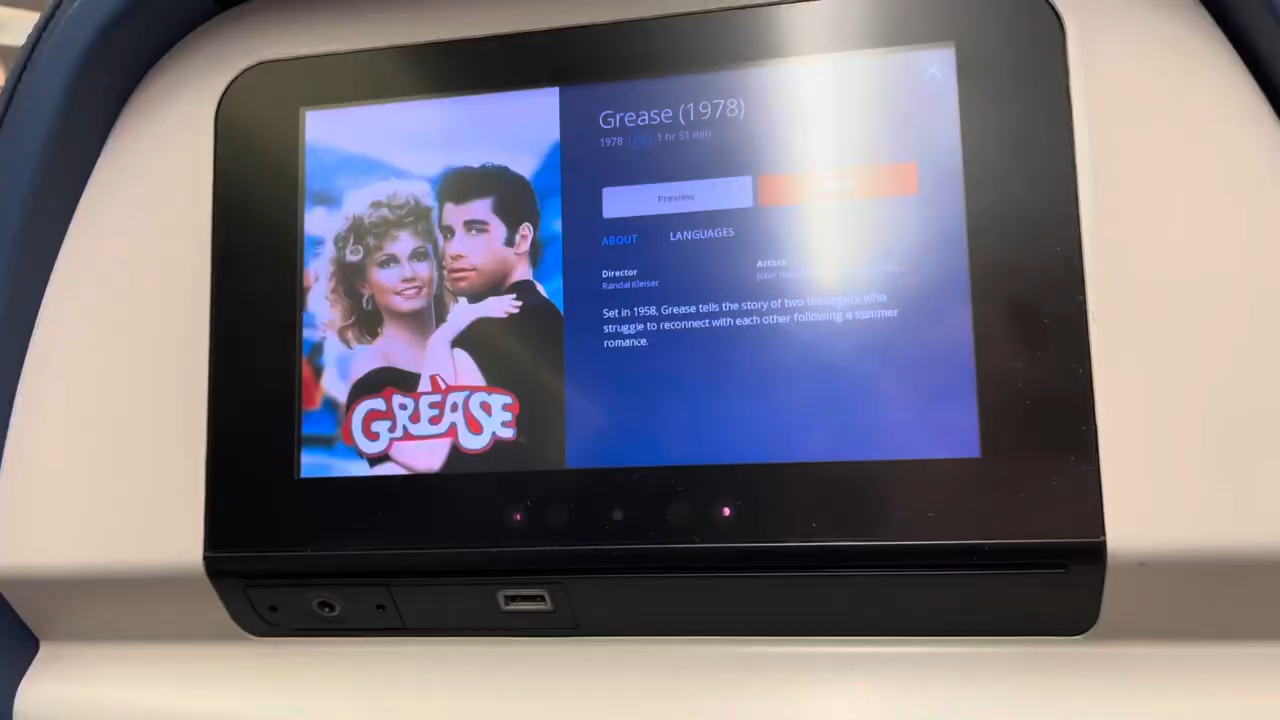 Grease (1978)
1978 PG 1 hr 51 min
Preview
ABOUT LANGUAGES
Director
Randal Kleiser
Actors
John
Set in 1958, Grease tells the story of two teenagers who
struggle to reconnect with each other following a summer
romance.
GREASE